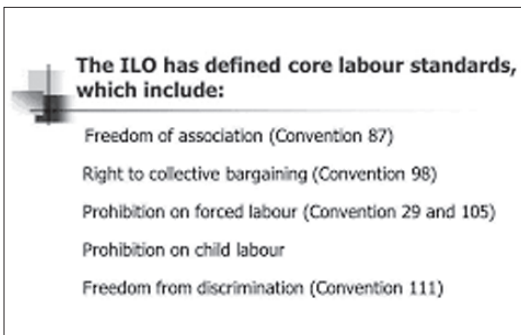 The ILO has defined core labour standards,
which include:
Freedom of association (Convention 87)
Right to collective bargaining (Convention 98)
Prohibition on forced labour (Convention 29 and 105)
Prohibition on child labour
Freedom from discrimination (Convention 111)